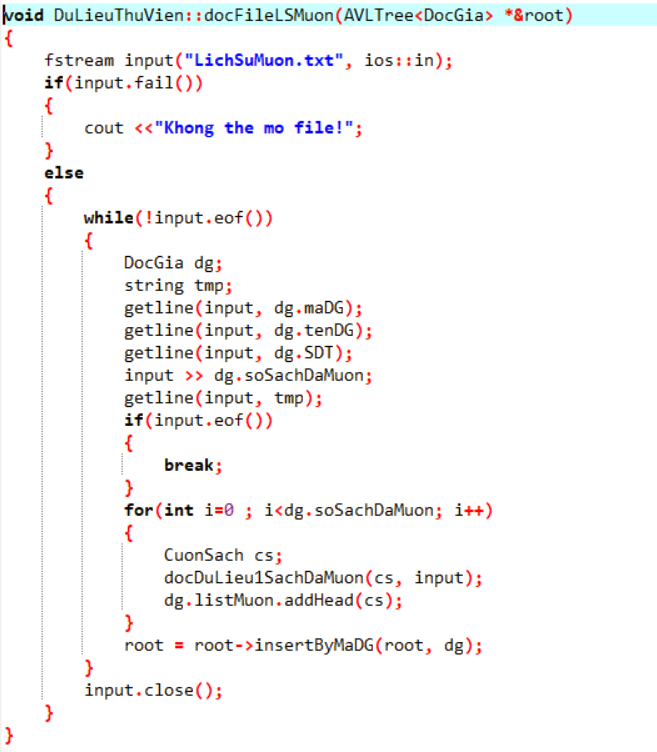 void DuLieuThuVien::docFileLSMuon(AVLTree<DocGia> *&root)
{
    fstream input("LichSuMuon.txt", ios::in);
    if(input.fail())
    {
        cout <<"Khong the mo file!";
    }
    else
    {
        while(!input.eof())
        {
            DocGia dg;
            string tmp;
            getline(input, dg.maDG);
            getline(input, dg.tenDG);
            getline(input, dg.SDT);
            input >> dg.soSachDaMuon;
            getline(input, tmp);
            if(input.eof())
            {
                break;
            }
            for(int i=0 ; i<dg.soSachDaMuon; i++)
            {
                CuonSach cs;
                docDuLieu1SachDaMuon(cs, input);
                dg.listMuon.addHead(cs);
            }
            root = root->insertByMaDG(root, dg);
        }
        input.close();
    }
}